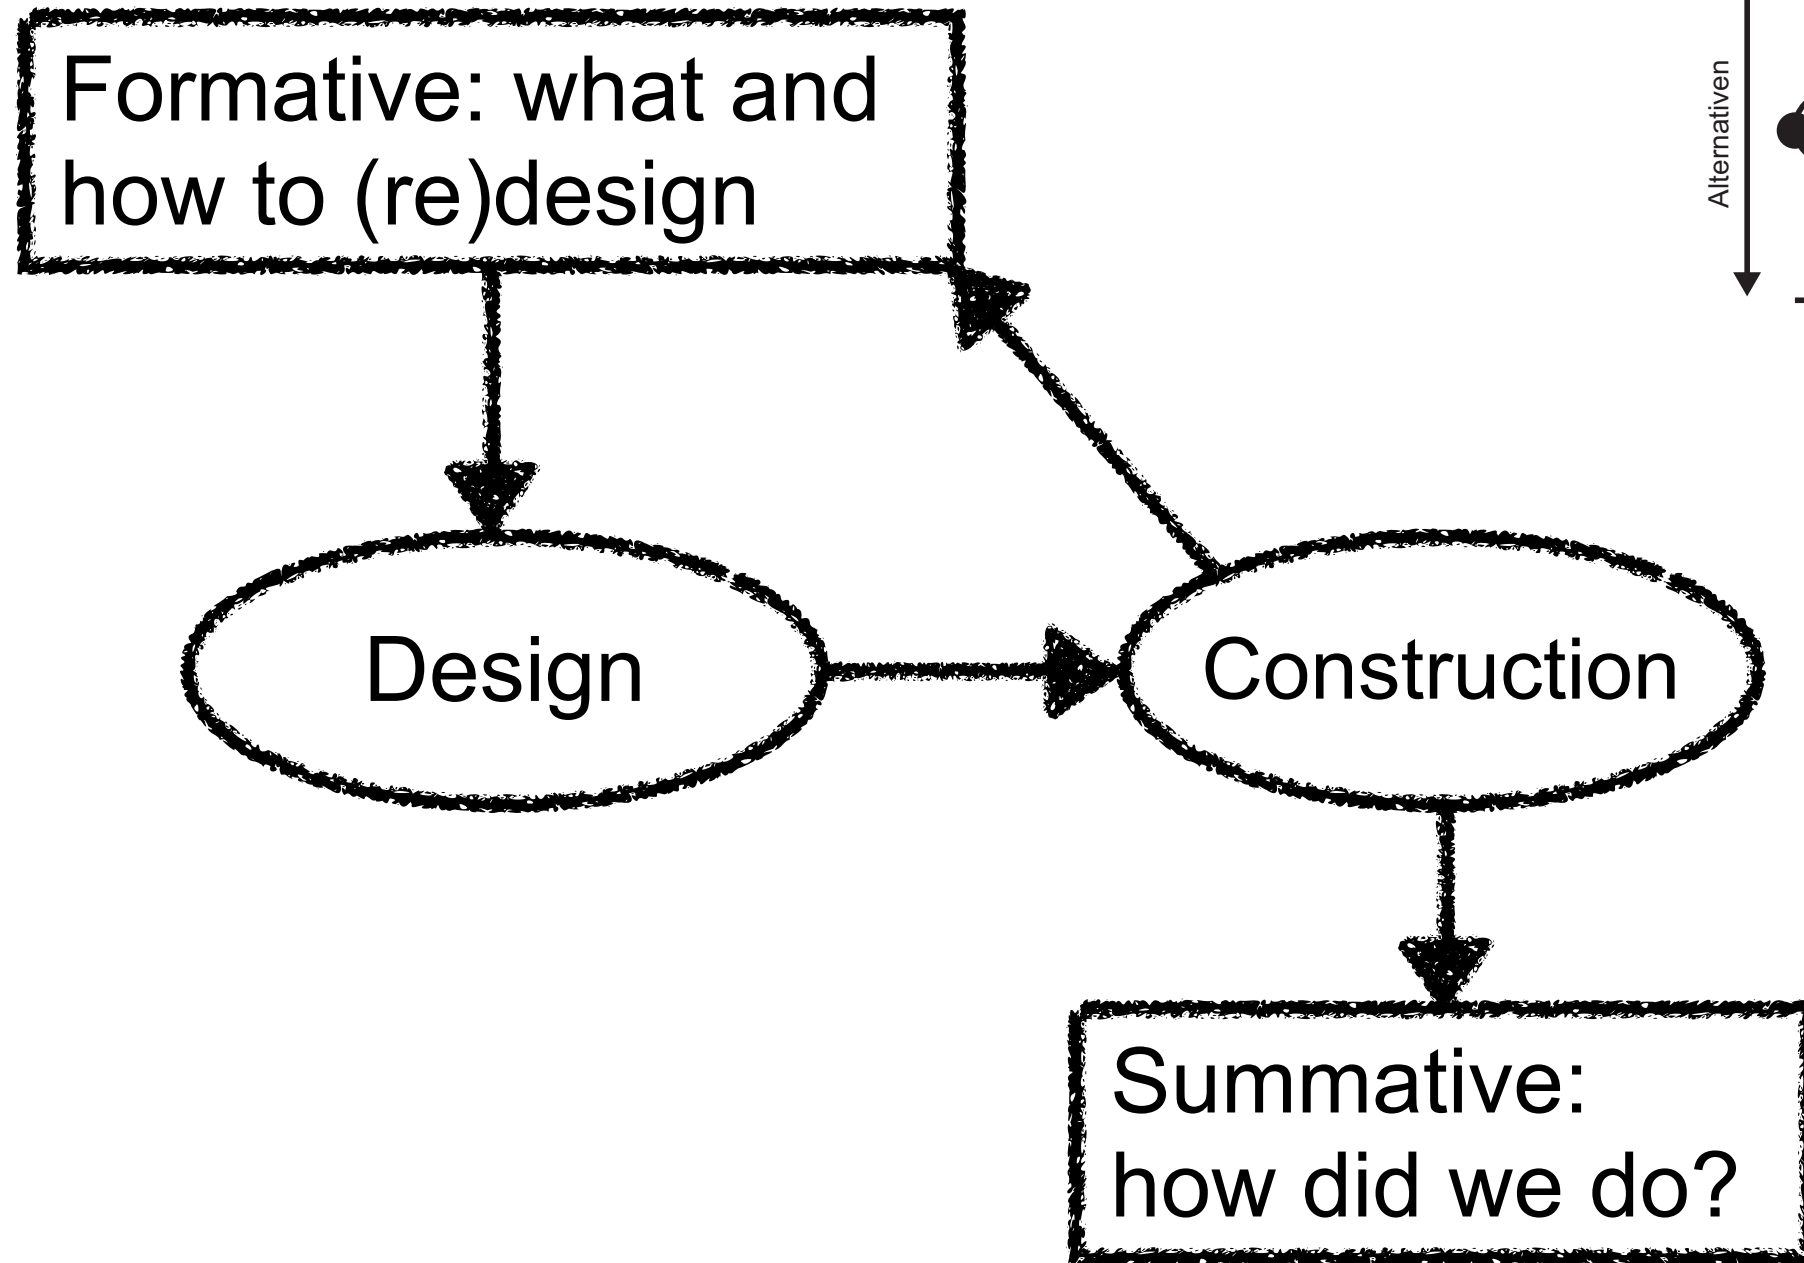 Formative: what and
how to (re)design
Alternativen
Design
Construction
Summative:
how did we do?